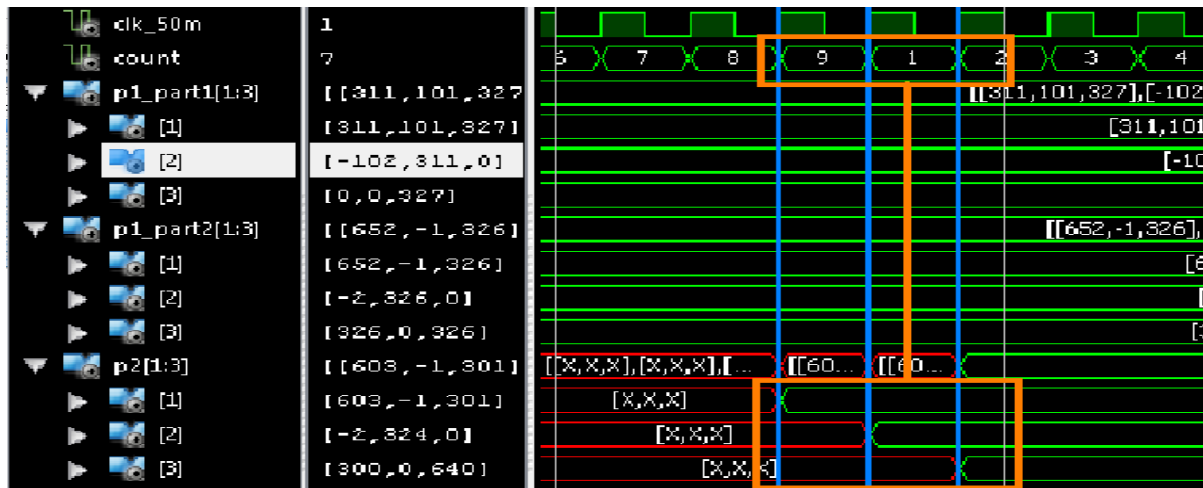 clk_50m 1
count 7 6 7 8 9 1 2 3 4
p1_part1[1:3] [[311,101,327 [[311,101,327],[-102
[1] [311,101,327] [311,101
[2] [-102,311,0] [-10
[3] [0,0,327]
p1_part2[1:3] [[652,-1,326] [[652,-1,326],
[1] [652,-1,326] [6
[2] [-2,326,0] [
[3] [326,0,326] [3
p2[1:3] [[603,-1,301] [[X,X,X],[X,X,X],[... [[60... [[60...
[1] [603,-1,301] [X,X,X]
[2] [-2,324,0] [X,X,X]
[3] [300,0,640] [X,X,X]